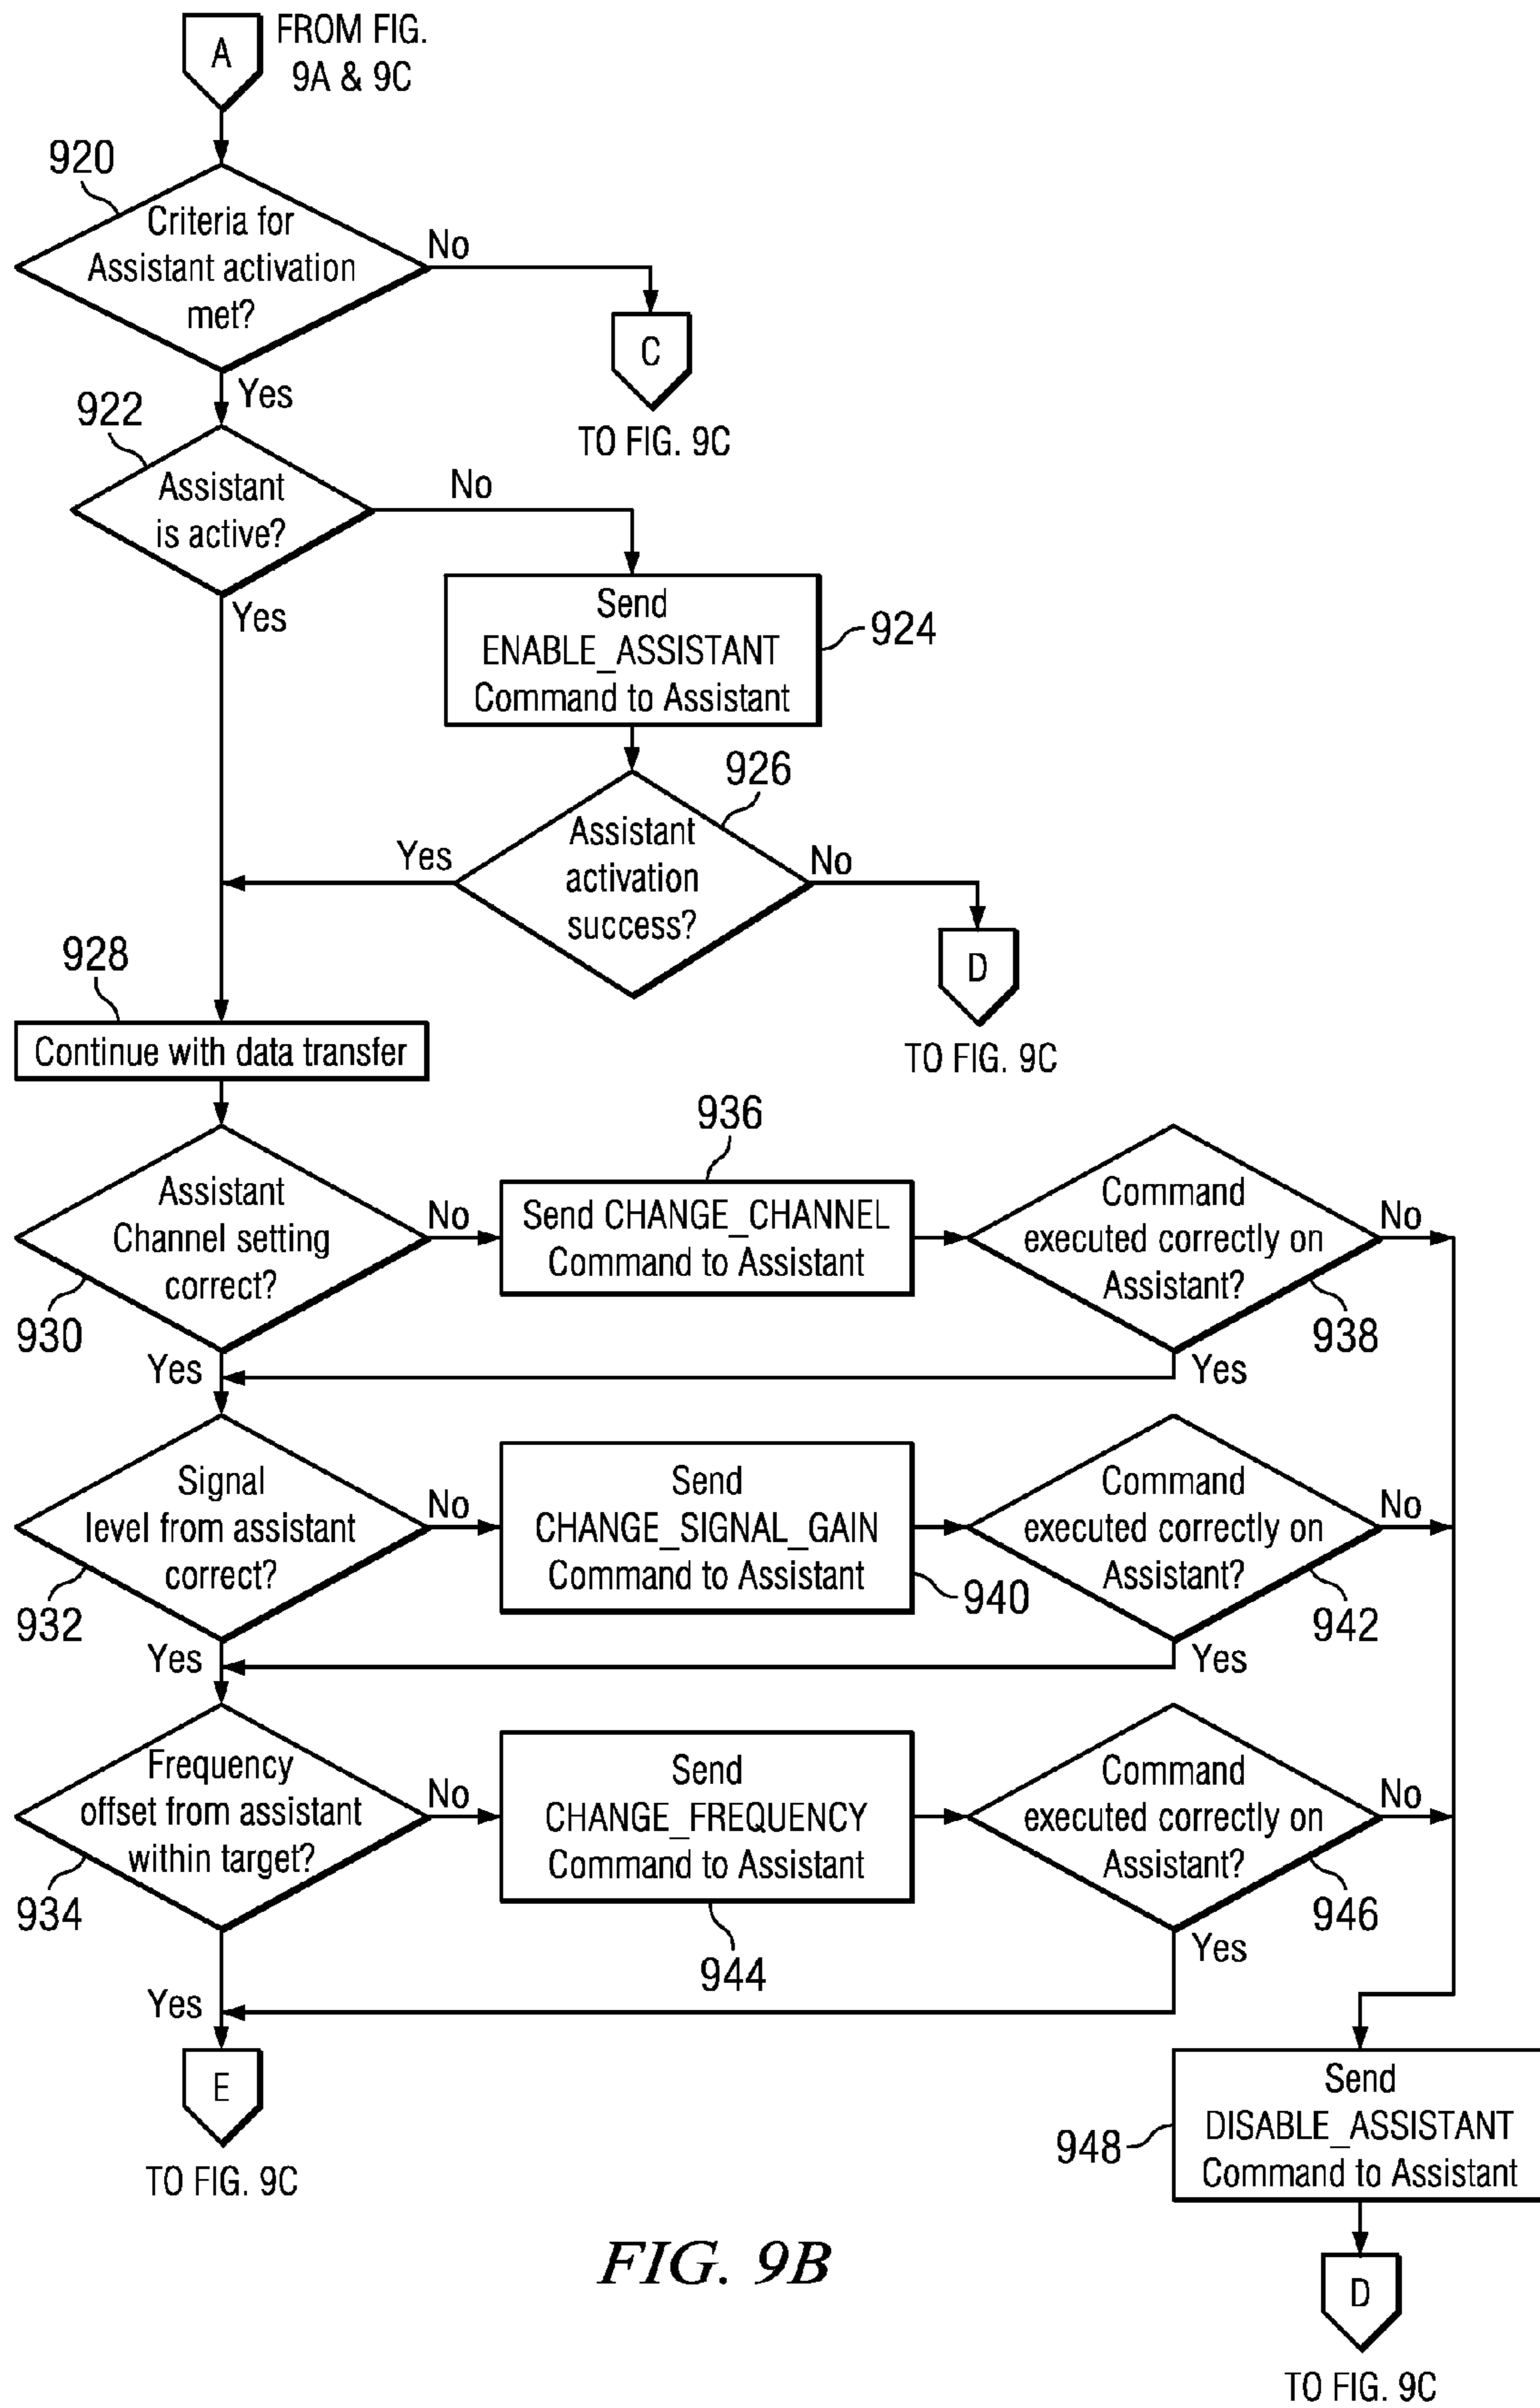 A
FROM FIG.
9A & 9C
920
Criteria for
Assistant activation
met?
No
C
TO FIG. 9C
Yes
922
Assistant
is active?
No
Yes
Send
ENABLE_ASSISTANT
Command to Assistant
924
926
Assistant
activation
success?
Yes
No
D
TO FIG. 9C
928
Continue with data transfer
936
Assistant
Channel setting
correct?
930
No
Send CHANGE_CHANNEL
Command to Assistant
Command
executed correctly on
Assistant?
938
No
Yes
Yes
Signal
level from assistant
correct?
932
No
Send
CHANGE_SIGNAL_GAIN
Command to Assistant
940
Command
executed correctly on
Assistant?
942
No
Yes
Yes
Frequency
offset from assistant
within target?
934
No
Send
CHANGE_FREQUENCY
Command to Assistant
944
Command
executed correctly on
Assistant?
946
No
Yes
Yes
E
TO FIG. 9C
Send
DISABLE_ASSISTANT
Command to Assistant
948
D
TO FIG. 9C
FIG. 9B